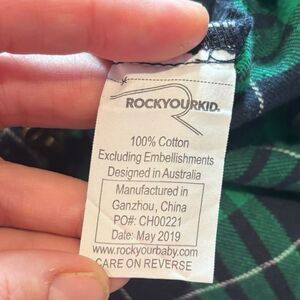 ROCKYOURKID.
100% Cotton
Excluding Embellishments
Designed in Australia
Manufactured in
Ganzhou, China
PO#: CH00221
Date: May 2019
www.rockyourbaby.com
CARE ON REVERSE